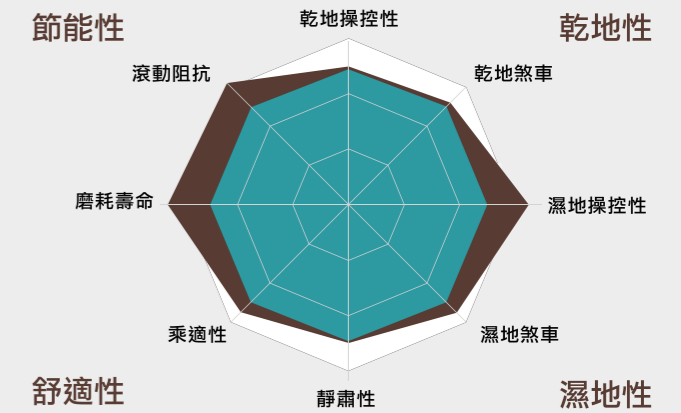 節能性
乾地操控性
乾地性
滾動阻抗
乾地煞車
磨耗壽命
濕地操控性
乘適性
濕地煞車
舒適性
靜肅性
濕地性